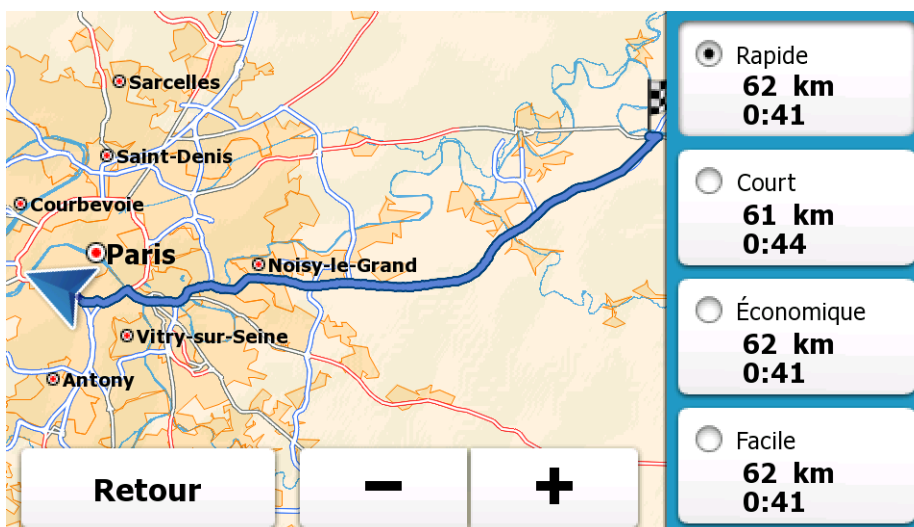 Sarcelles
Saint-Denis
Courbevoie
Paris
Noisy-le-Grand
Vitry-sur-Seine
Antony
Retour
− +
Rapide
62 km
0:41
Court
61 km
0:44
Économique
62 km
0:41
Facile
62 km
0:41